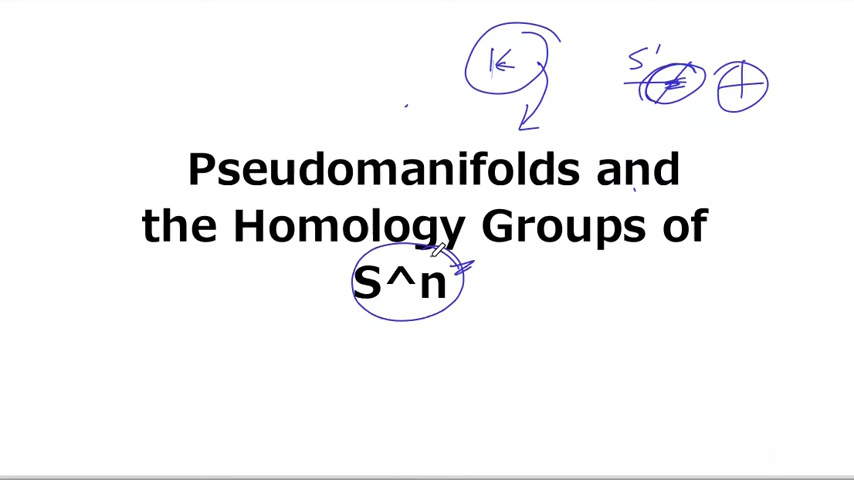 K S'
Pseudomanifolds and
the Homology Groups of
S^n